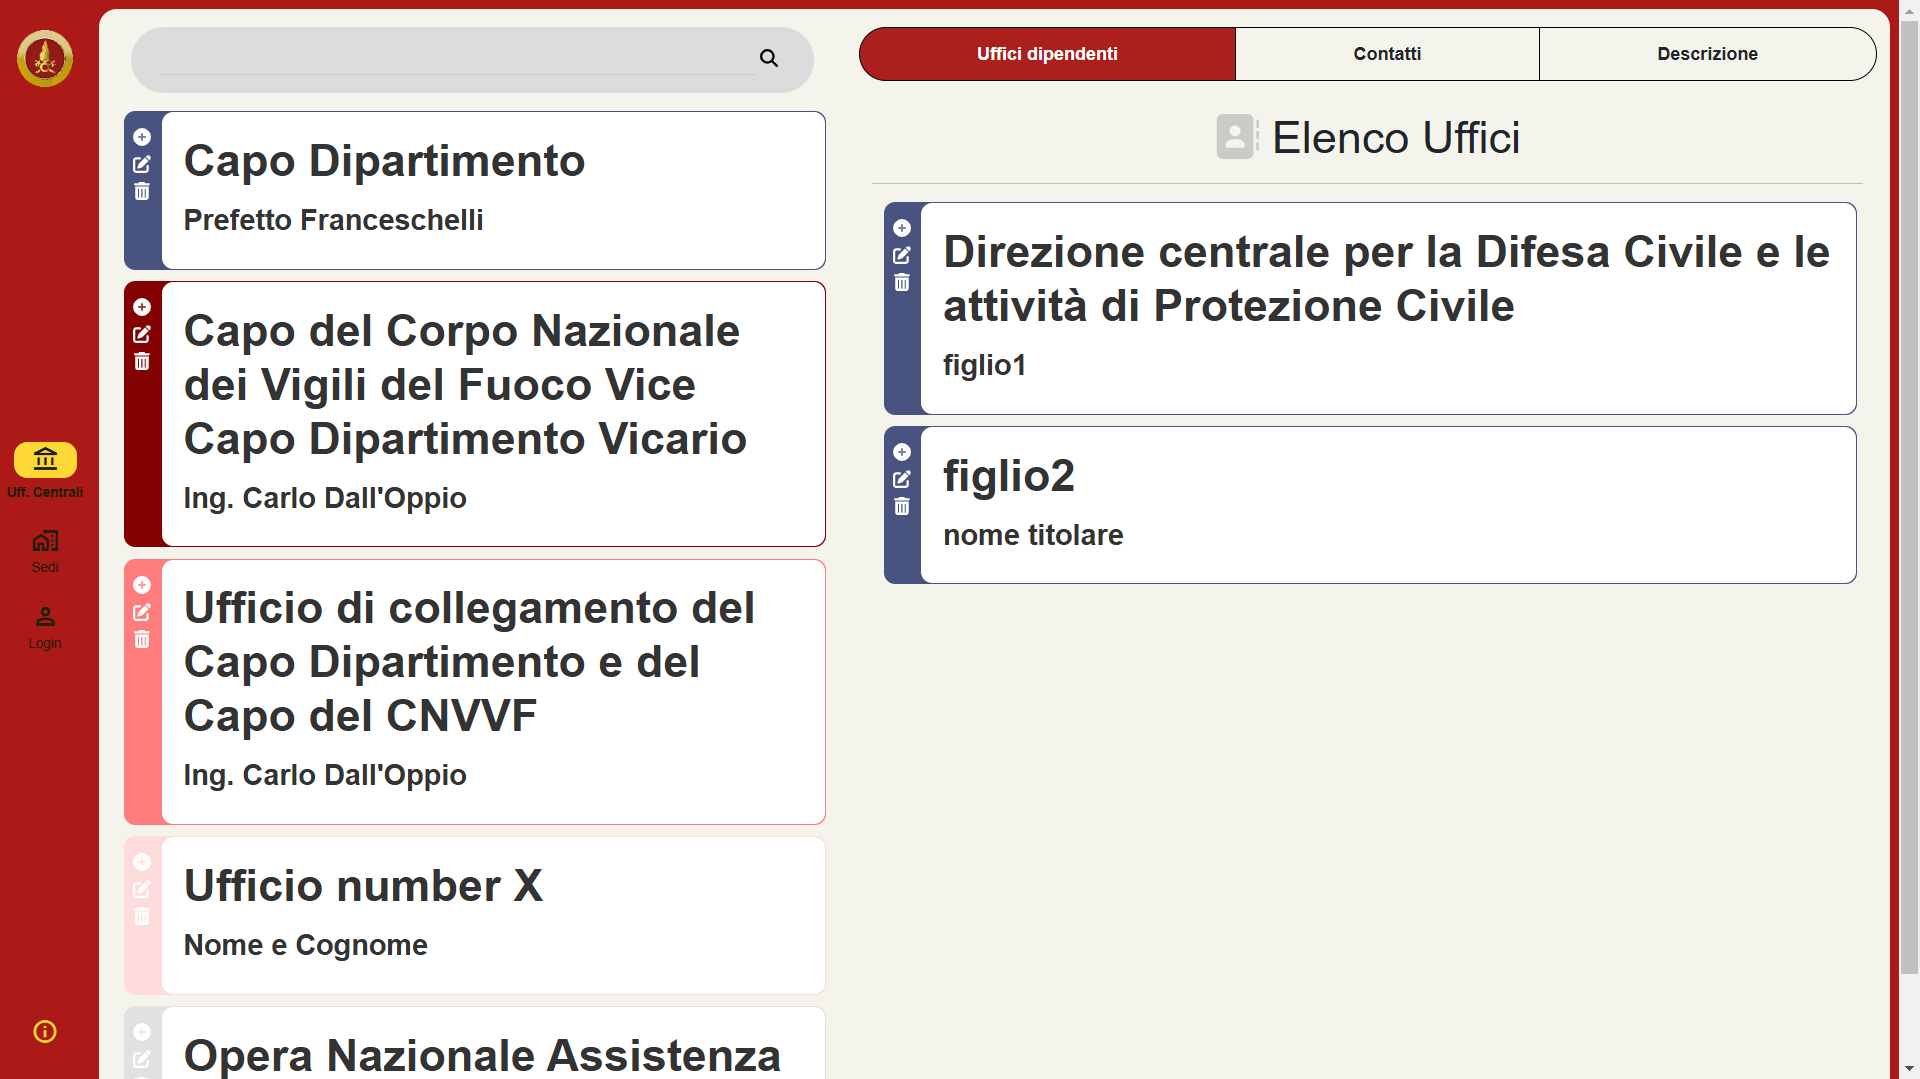 Uff. Centrali
Sedi
Login
Capo Dipartimento
Prefetto Franceschelli
Capo del Corpo Nazionale
dei Vigili del Fuoco Vice
Capo Dipartimento Vicario
Ing. Carlo Dall'Oppio
Ufficio di collegamento del
Capo Dipartimento e del
Capo del CNVVF
Ing. Carlo Dall'Oppio
Ufficio number X
Nome e Cognome
Opera Nazionale Assistenza
Uffici dipendenti
Contatti
Descrizione
Elenco Uffici
Direzione centrale per la Difesa Civile e le
attività di Protezione Civile
figlio1
figlio2
nome titolare